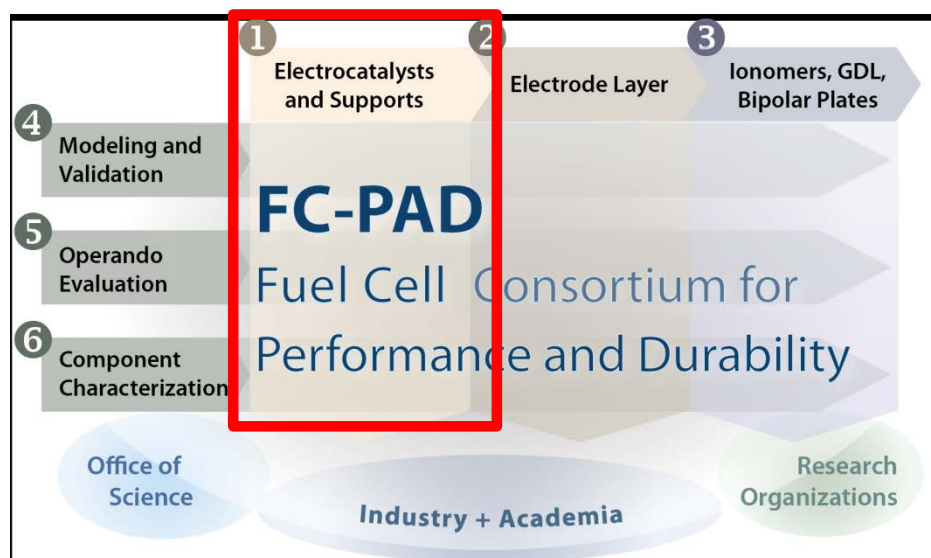 1
Electrocatalysts
and Supports
2
Electrode Layer
3
Ionomers, GDL,
Bipolar Plates
4
Modeling and
Validation
5
Operando
Evaluation
6
Component
Characterization
FC-PAD
Fuel Cell Consortium for
Performance and Durability
Office of
Science
Industry + Academia
Research
Organizations